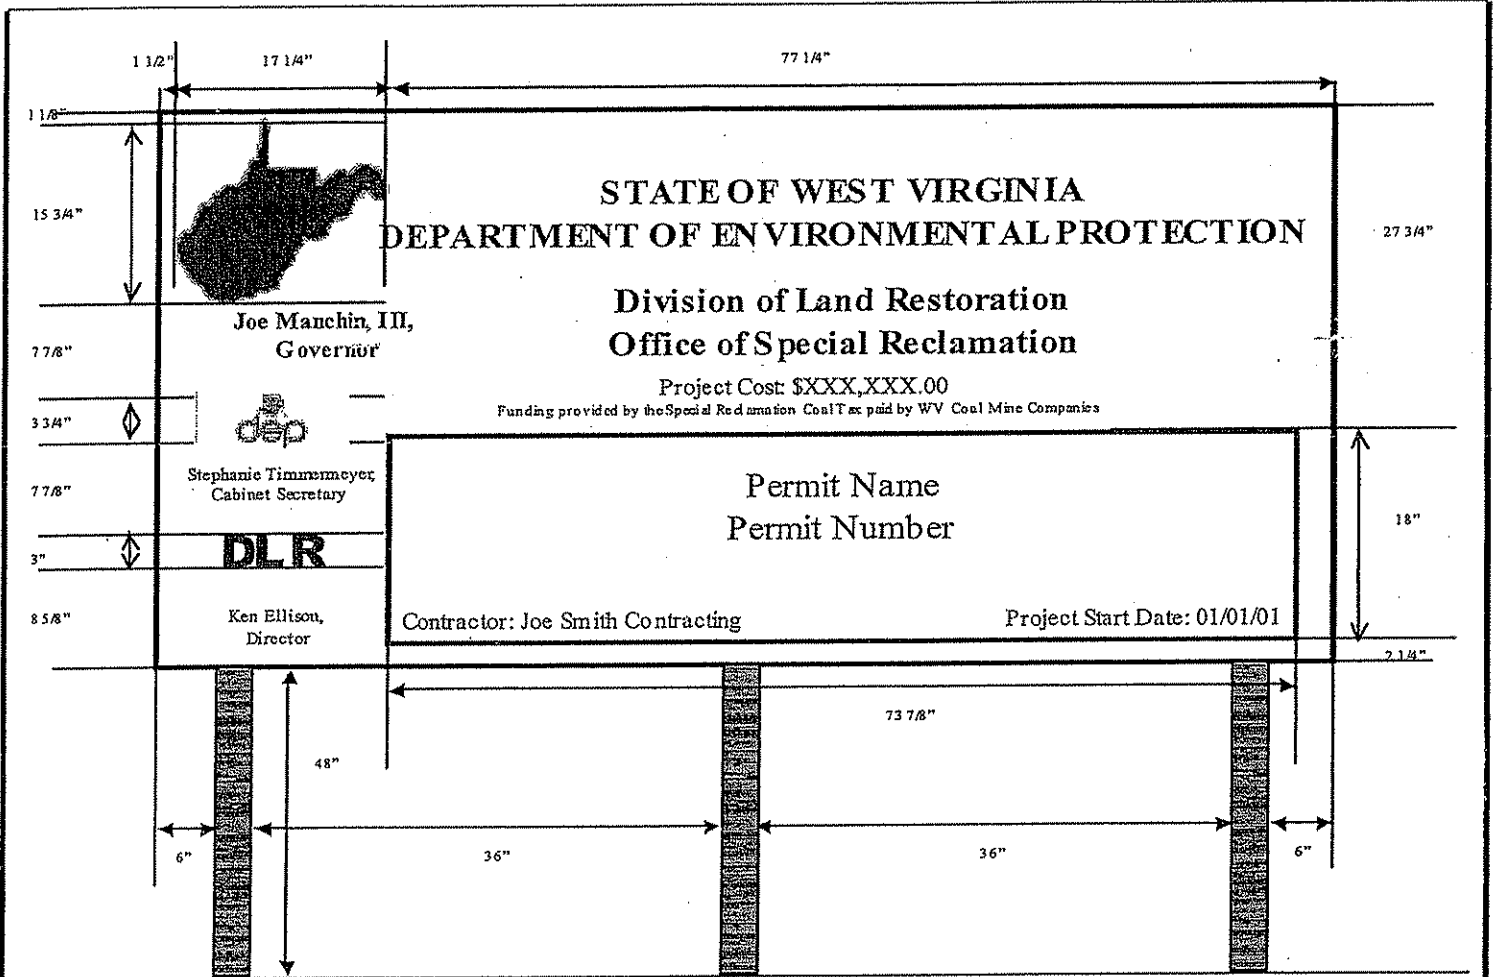 1 1/2"
17 1/4"
77 1/4"
1 1/8"
15 3/4"
STATE OF WEST VIRGINIA
DEPARTMENT OF ENVIRONMENTAL PROTECTION
27 3/4"
Division of Land Restoration
Office of Special Reclamation
Joe Manchin, III,
Governor
7 7/8"
Project Cost: $XXX,XXX.00
Funding provided by the Special Reclamation Coal Tax paid by WV Coal Mine Companies
3 3/4"
dep
Stephanie Timmermeyer,
Cabinet Secretary
7 7/8"
Permit Name
Permit Number
18"
DLR
3"
Ken Ellison,
Director
8 5/8"
Contractor: Joe Smith Contracting
Project Start Date: 01/01/01
2 1/4"
73 7/8"
48"
6"
36"
36"
6"